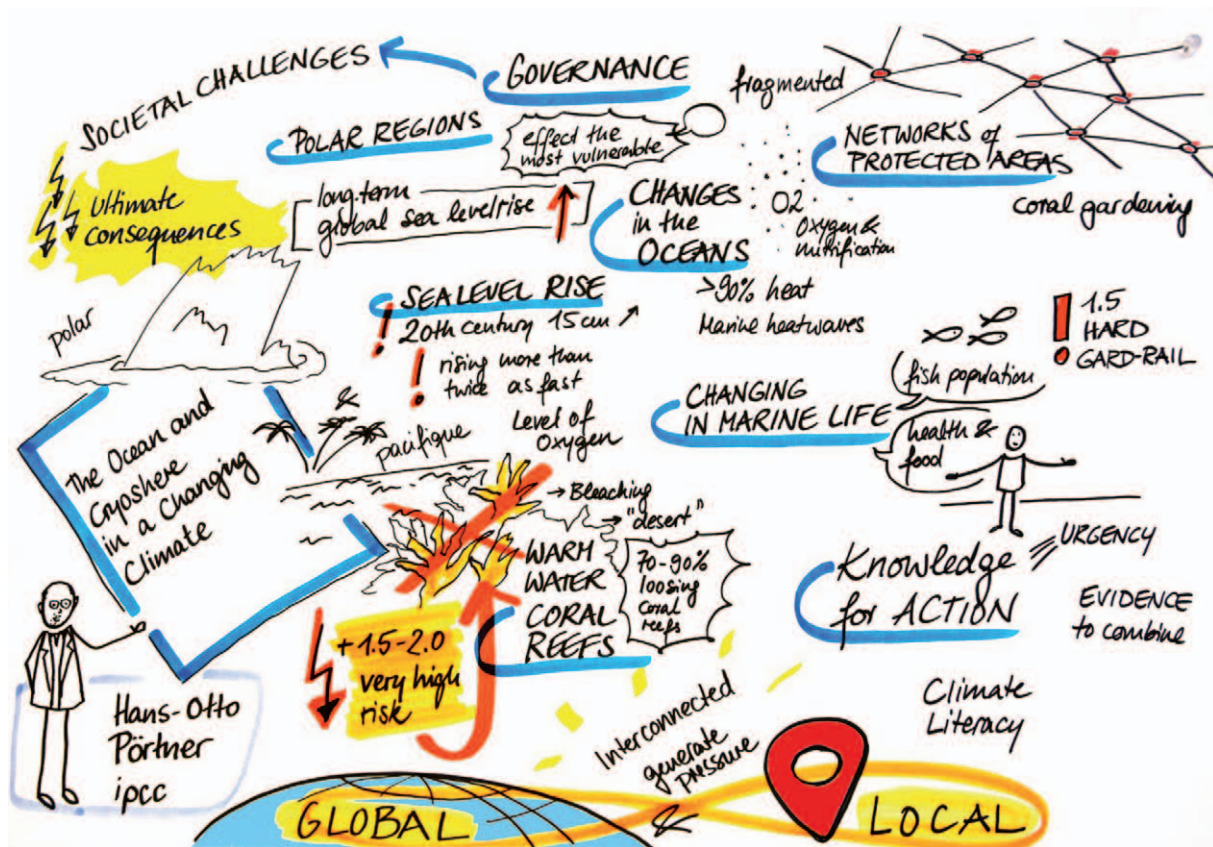 SOCIETAL CHALLENGES
GOVERNANCE
fragmented
POLAR REGIONS
effect the
most vulnerable
NETWORKS of
PROTECTED AREAS
coral gardening
Ultimate
consequences
long-term
global sea levelrise
CHANGES
in the
OCEANS
O2
Oxygen &
nutrification
>90% heat
Marine heatwaves
SEALEVEL RISE
20th century 15cm
rising more than
twice as fast
polar
1.5
HARD
GARD-RAIL
fish population
CHANGING
IN MARINE LIFE
health &
food
&
pacifique
Level of
Oxygen
The Ocean and
Cryoshere
in a Changing
Climate
Bleaching
"desert"
WARM
WATER
CORAL
REEFS
70-90%
loosing
coral
reefs
Knowledge
for ACTION
URGENCY
EVIDENCE
to combine
+1.5-2.0
very high
risk
Hans-Otto
Pörtner
ipcc
Climate
Literacy
Interconnected
generate
pressure
&
GLOBAL
LOCAL